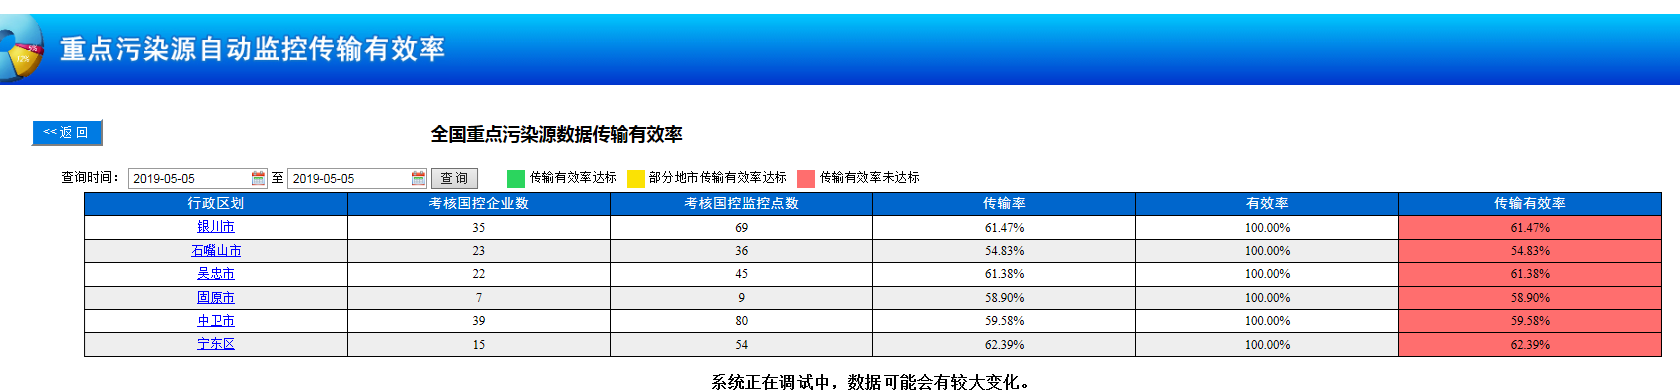 5%
12%
重点污染源自动监控传输有效率
<< 返 回
全国重点污染源数据传输有效率
查询时间： 2019-05-05 至 2019-05-05 查 询 传输有效率达标 部分地市传输有效率达标 传输有效率未达标
行政区划 考核国控企业数 考核国控监控点数 传输率 有效率 传输有效率
银川市 35 69 61.47% 100.00% 61.47%
石嘴山市 23 36 54.83% 100.00% 54.83%
吴忠市 22 45 61.38% 100.00% 61.38%
固原市 7 9 58.90% 100.00% 58.90%
中卫市 39 80 59.58% 100.00% 59.58%
宁东区 15 54 62.39% 100.00% 62.39%
系统正在调试中，数据可能会有较大变化。